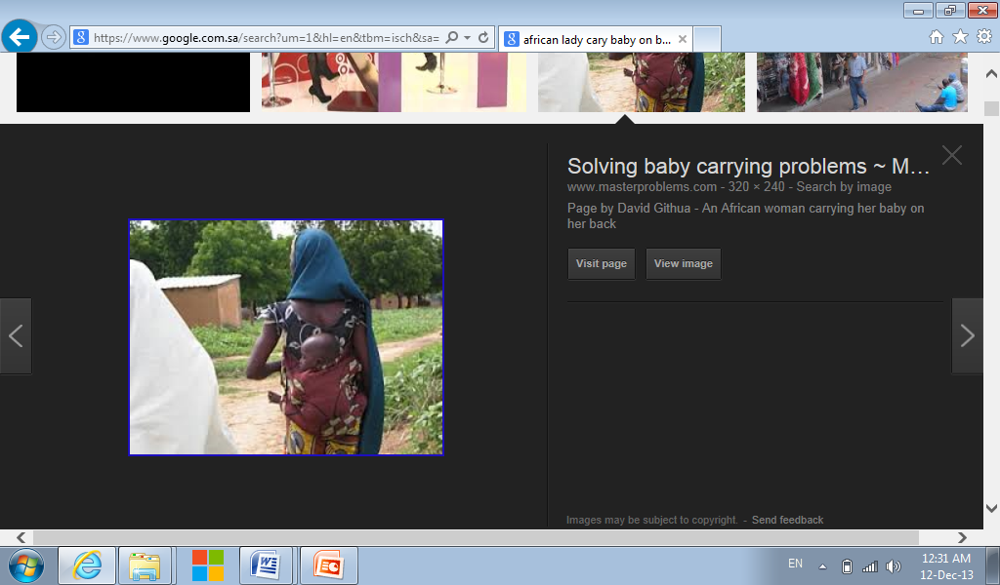 https://www.google.com.sa/search?um=1&hl=en&tbm=isch&sa=
african lady cary baby on b...
Solving baby carrying problems ~ M...
www.masterproblems.com - 320 × 240 - Search by image
Page by David Githua - An African woman carrying her baby on
her back
Visit page
View image
Images may be subject to copyright. - Send feedback
EN
12:31 AM
12-Dec-13